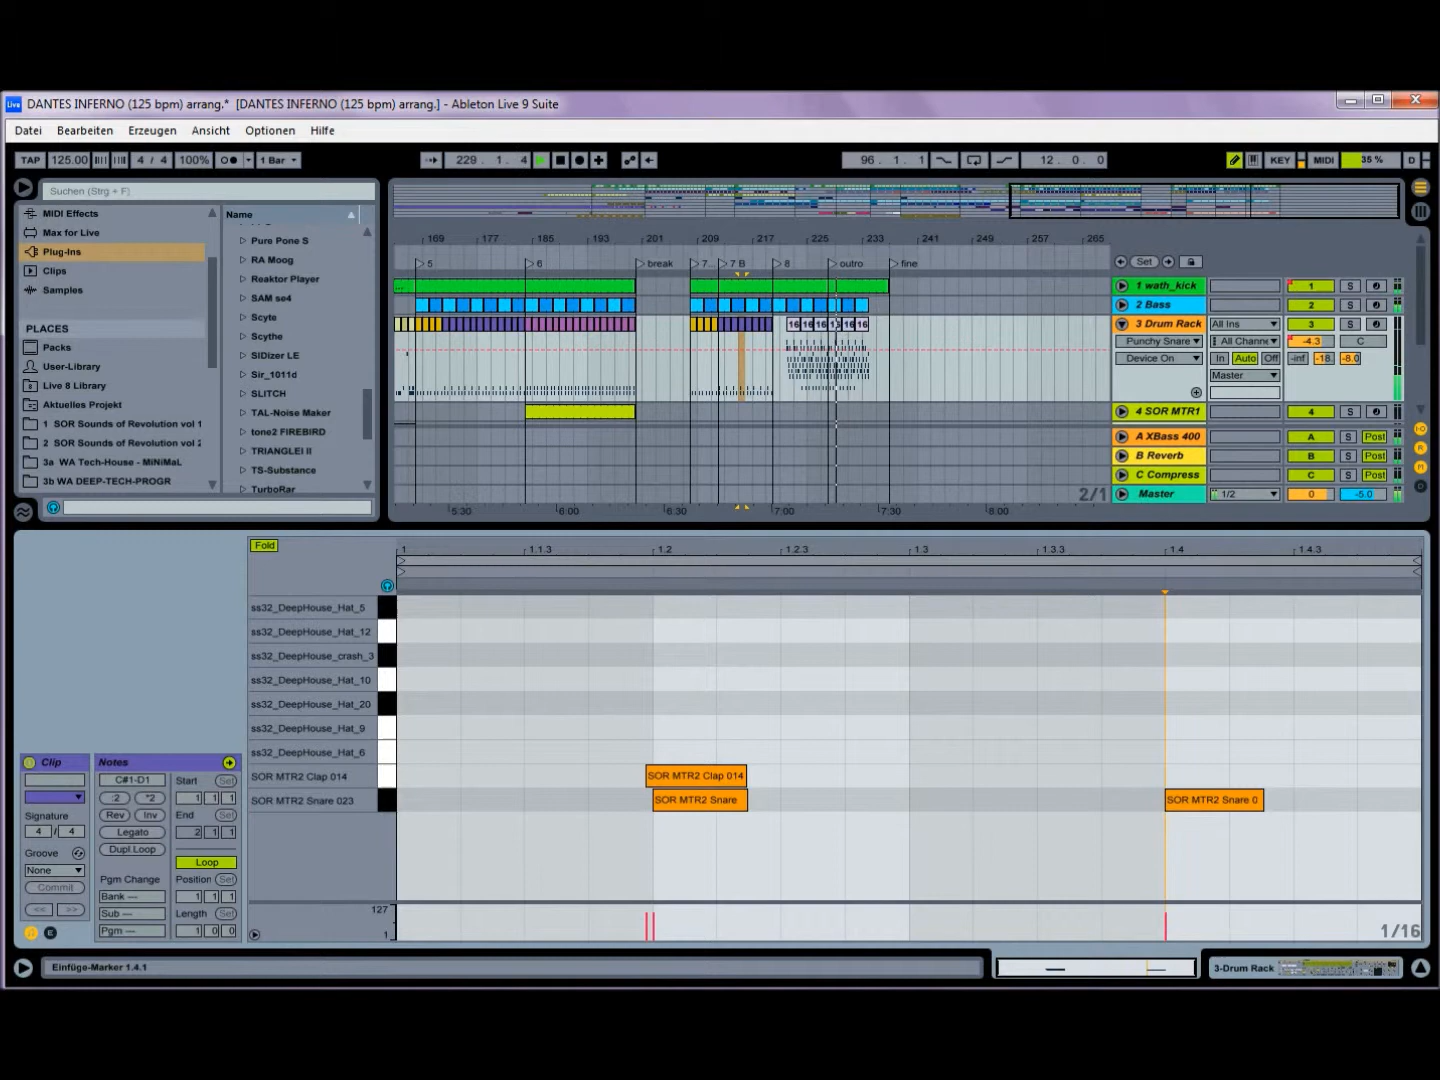 DANTES INFERNO (125 bpm) arrang.* [DANTES INFERNO (125 bpm) arrang.] - Ableton Live 9 Suite
Datei Bearbeiten Erzeugen Ansicht Optionen Hilfe
TAP 125.00 4 / 4 100% 1 Bar 229 . 1 . 4 96 . 1 . 1 12 . 0 . 0 KEY MIDI 35 % D
Suchen (Strg + F)
MIDI Effects
Max for Live
Plug-Ins
Clips
Samples
PLACES
Packs
User-Library
Live 8 Library
Aktuelles Projekt
1 SOR Sounds of Revolution vol 1
2 SOR Sounds of Revolution vol 2
3a WA Tech-House - MiNiMaL
3b WA DEEP-TECH-PROGR
Name
Pure Pone S
RA Moog
Reaktor Player
SAM se4
Scyte
Scythe
SIDizer LE
Sir_1011d
SLITCH
TAL-Noise Maker
tone2 FIREBIRD
TRIANGLEI II
TS-Substance
TurboRar
169 177 185 193 201 209 217 225 233 241 249 257 265
5 6 break 7... 7 B 8 outro fine
Set
16 16 16 16 16
2/1
5:30 6:00 6:30 7:00 7:30 8:00
1 wath_kick 1 S
2 Bass 2 S
3 Drum Rack All Ins 3 S
Punchy Snare All Channe -4.3 C
Device On In Auto Off -inf -18. -8.0
Master
4 SOR MTR1 4 S
A XBass 400 A S Post
B Reverb B S Post
C Compress C S Post
Master 1/2 0 -5.0
Fold
1 1.1.3 1.2 1.2.3 1.3 1.3.3 1.4 1.4.3
ss32_DeepHouse_Hat_5
ss32_DeepHouse_Hat_12
ss32_DeepHouse_crash_3
ss32_DeepHouse_Hat_10
ss32_DeepHouse_Hat_20
ss32_DeepHouse_Hat_9
ss32_DeepHouse_Hat_6
SOR MTR2 Clap 014 SOR MTR2 Clap 014
SOR MTR2 Snare 023 SOR MTR2 Snare SOR MTR2 Snare 0
127
1
1/16
Clip
Signature
4 / 4
Groove
None
Commit
<< >>
Notes
C#1-D1
:2 *2
Rev Inv
Legato
Dupl.Loop
Pgm Change
Bank ---
Sub ---
Pgm ---
Start Set
1 1 1
End Set
2 1 1
Loop
Position Set
1 1 1
Length Set
1 0 0
Einfüge-Marker 1.4.1
3-Drum Rack